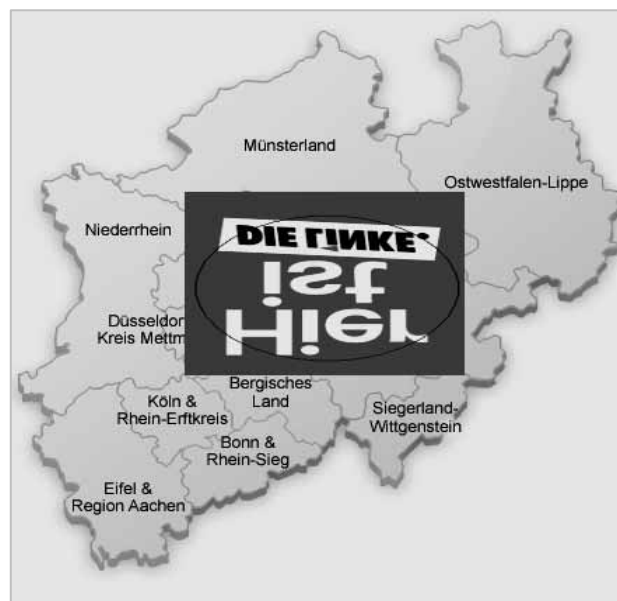 Münsterland
Ostwestfalen-Lippe
Niederrhein
Hier
ist
DIE LINKE.
Düsseldor
Kreis Mettm
Bergisches
Land
Köln &
Rhein-Erftkreis
Siegerland-
Wittgenstein
Bonn &
Rhein-Sieg
Eifel &
Region Aachen